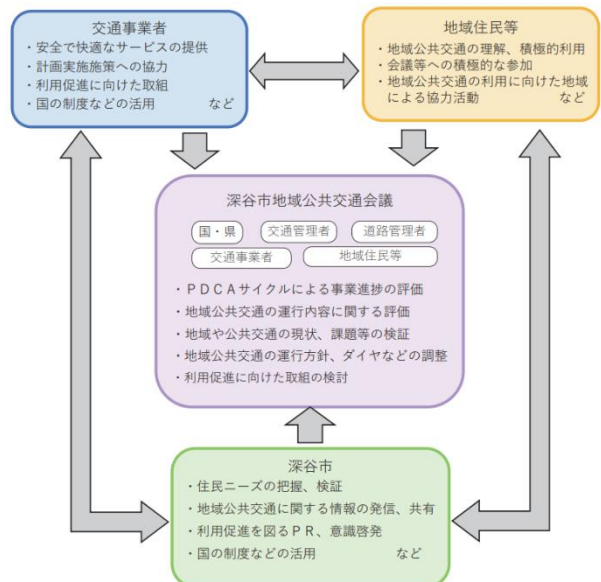 交通事業者
・安全で快適なサービスの提供
・計画実施施策への協力
・利用促進に向けた取組
・国の制度などの活用　　　　など
地域住民等
・地域公共交通の理解、積極的利用
・会議等への積極的な参加
・地域公共交通の利用に向けた地域
による協力活動　　　　など
深谷市地域公共交通会議
国・県
交通管理者
道路管理者
交通事業者
地域住民等
・ＰＤＣＡサイクルによる事業進捗の評価
・地域公共交通の運行内容に関する評価
・地域や公共交通の現状、課題等の検証
・地域公共交通の運行方針、ダイヤなどの調整
・利用促進に向けた取組の検討
深谷市
・住民ニーズの把握、検証
・地域公共交通に関する情報の発信、共有
・利用促進を図るＰＲ、意識啓発
・国の制度などの活用　　　　　など